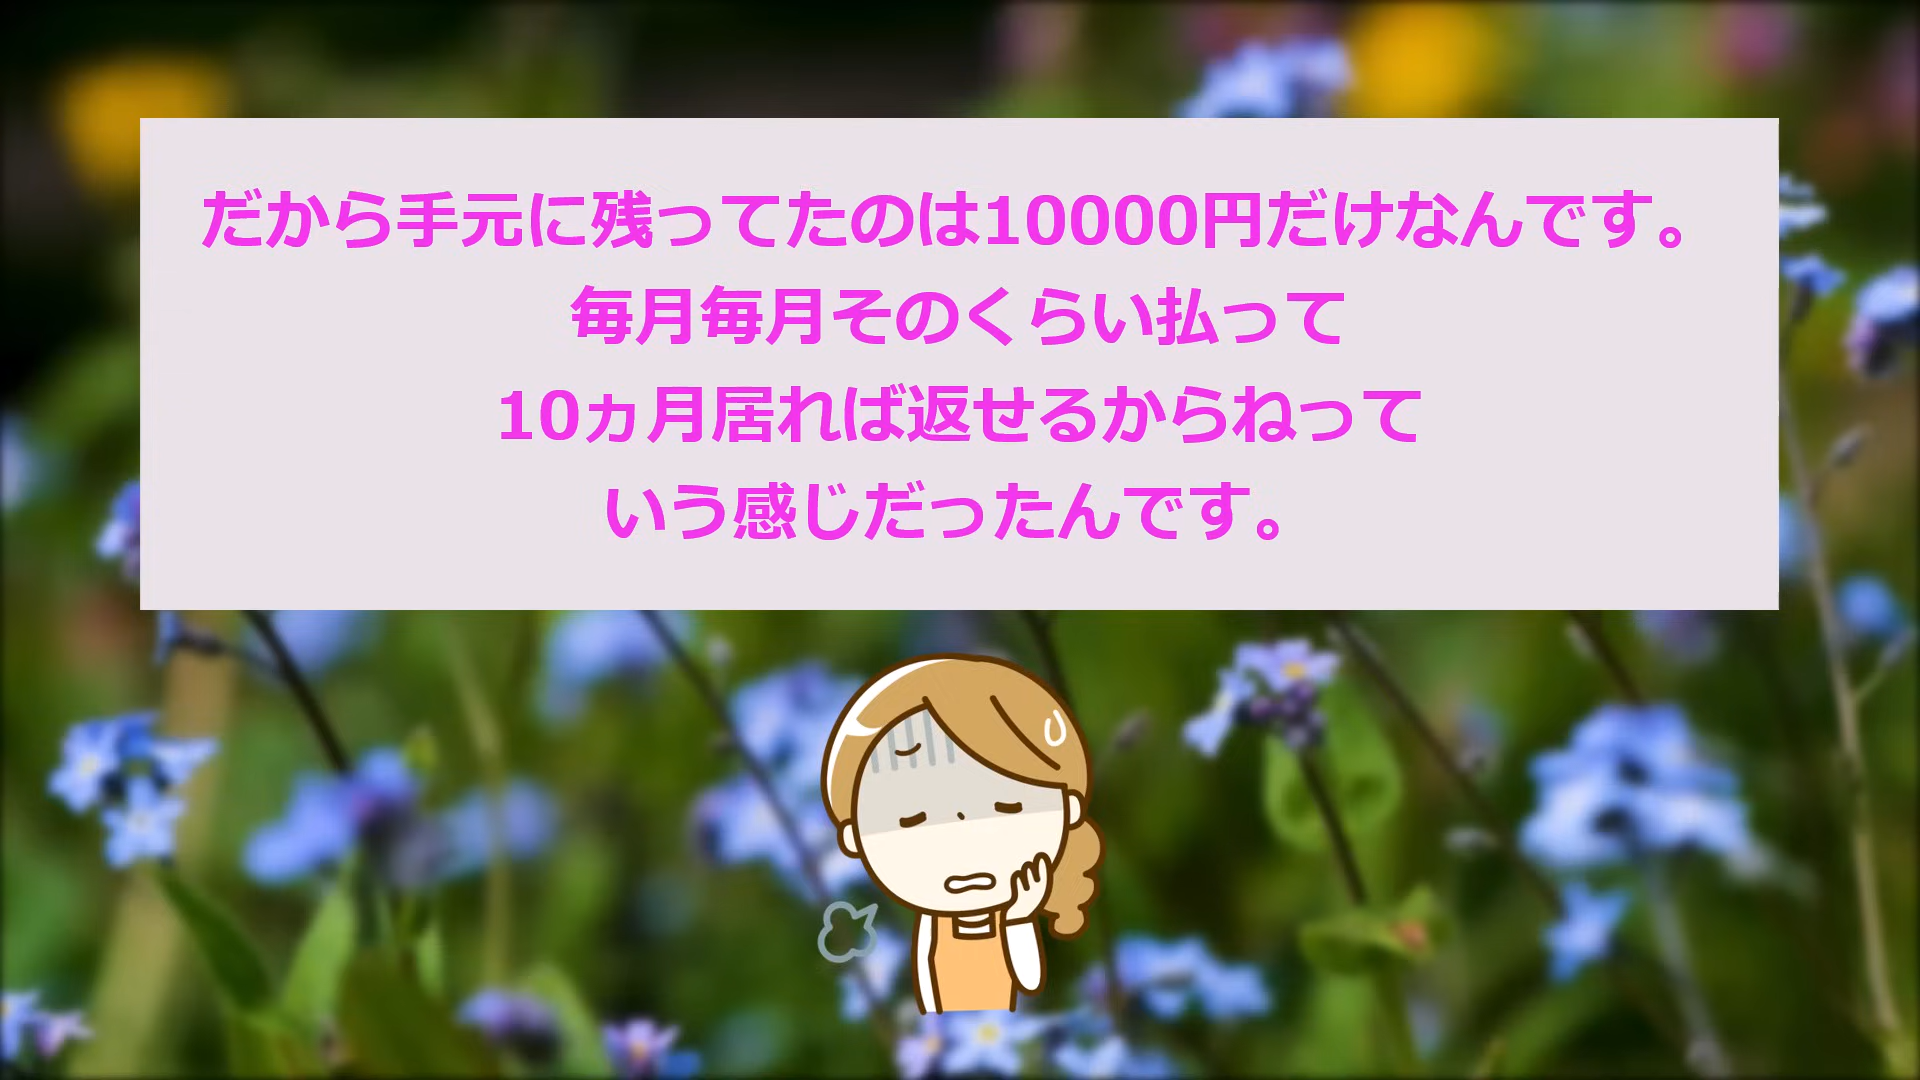 だから手元に残ってたのは10000円だけなんです。
毎月毎月そのくらい払って
10ヵ月居れば返せるからねって
いう感じだったんです。